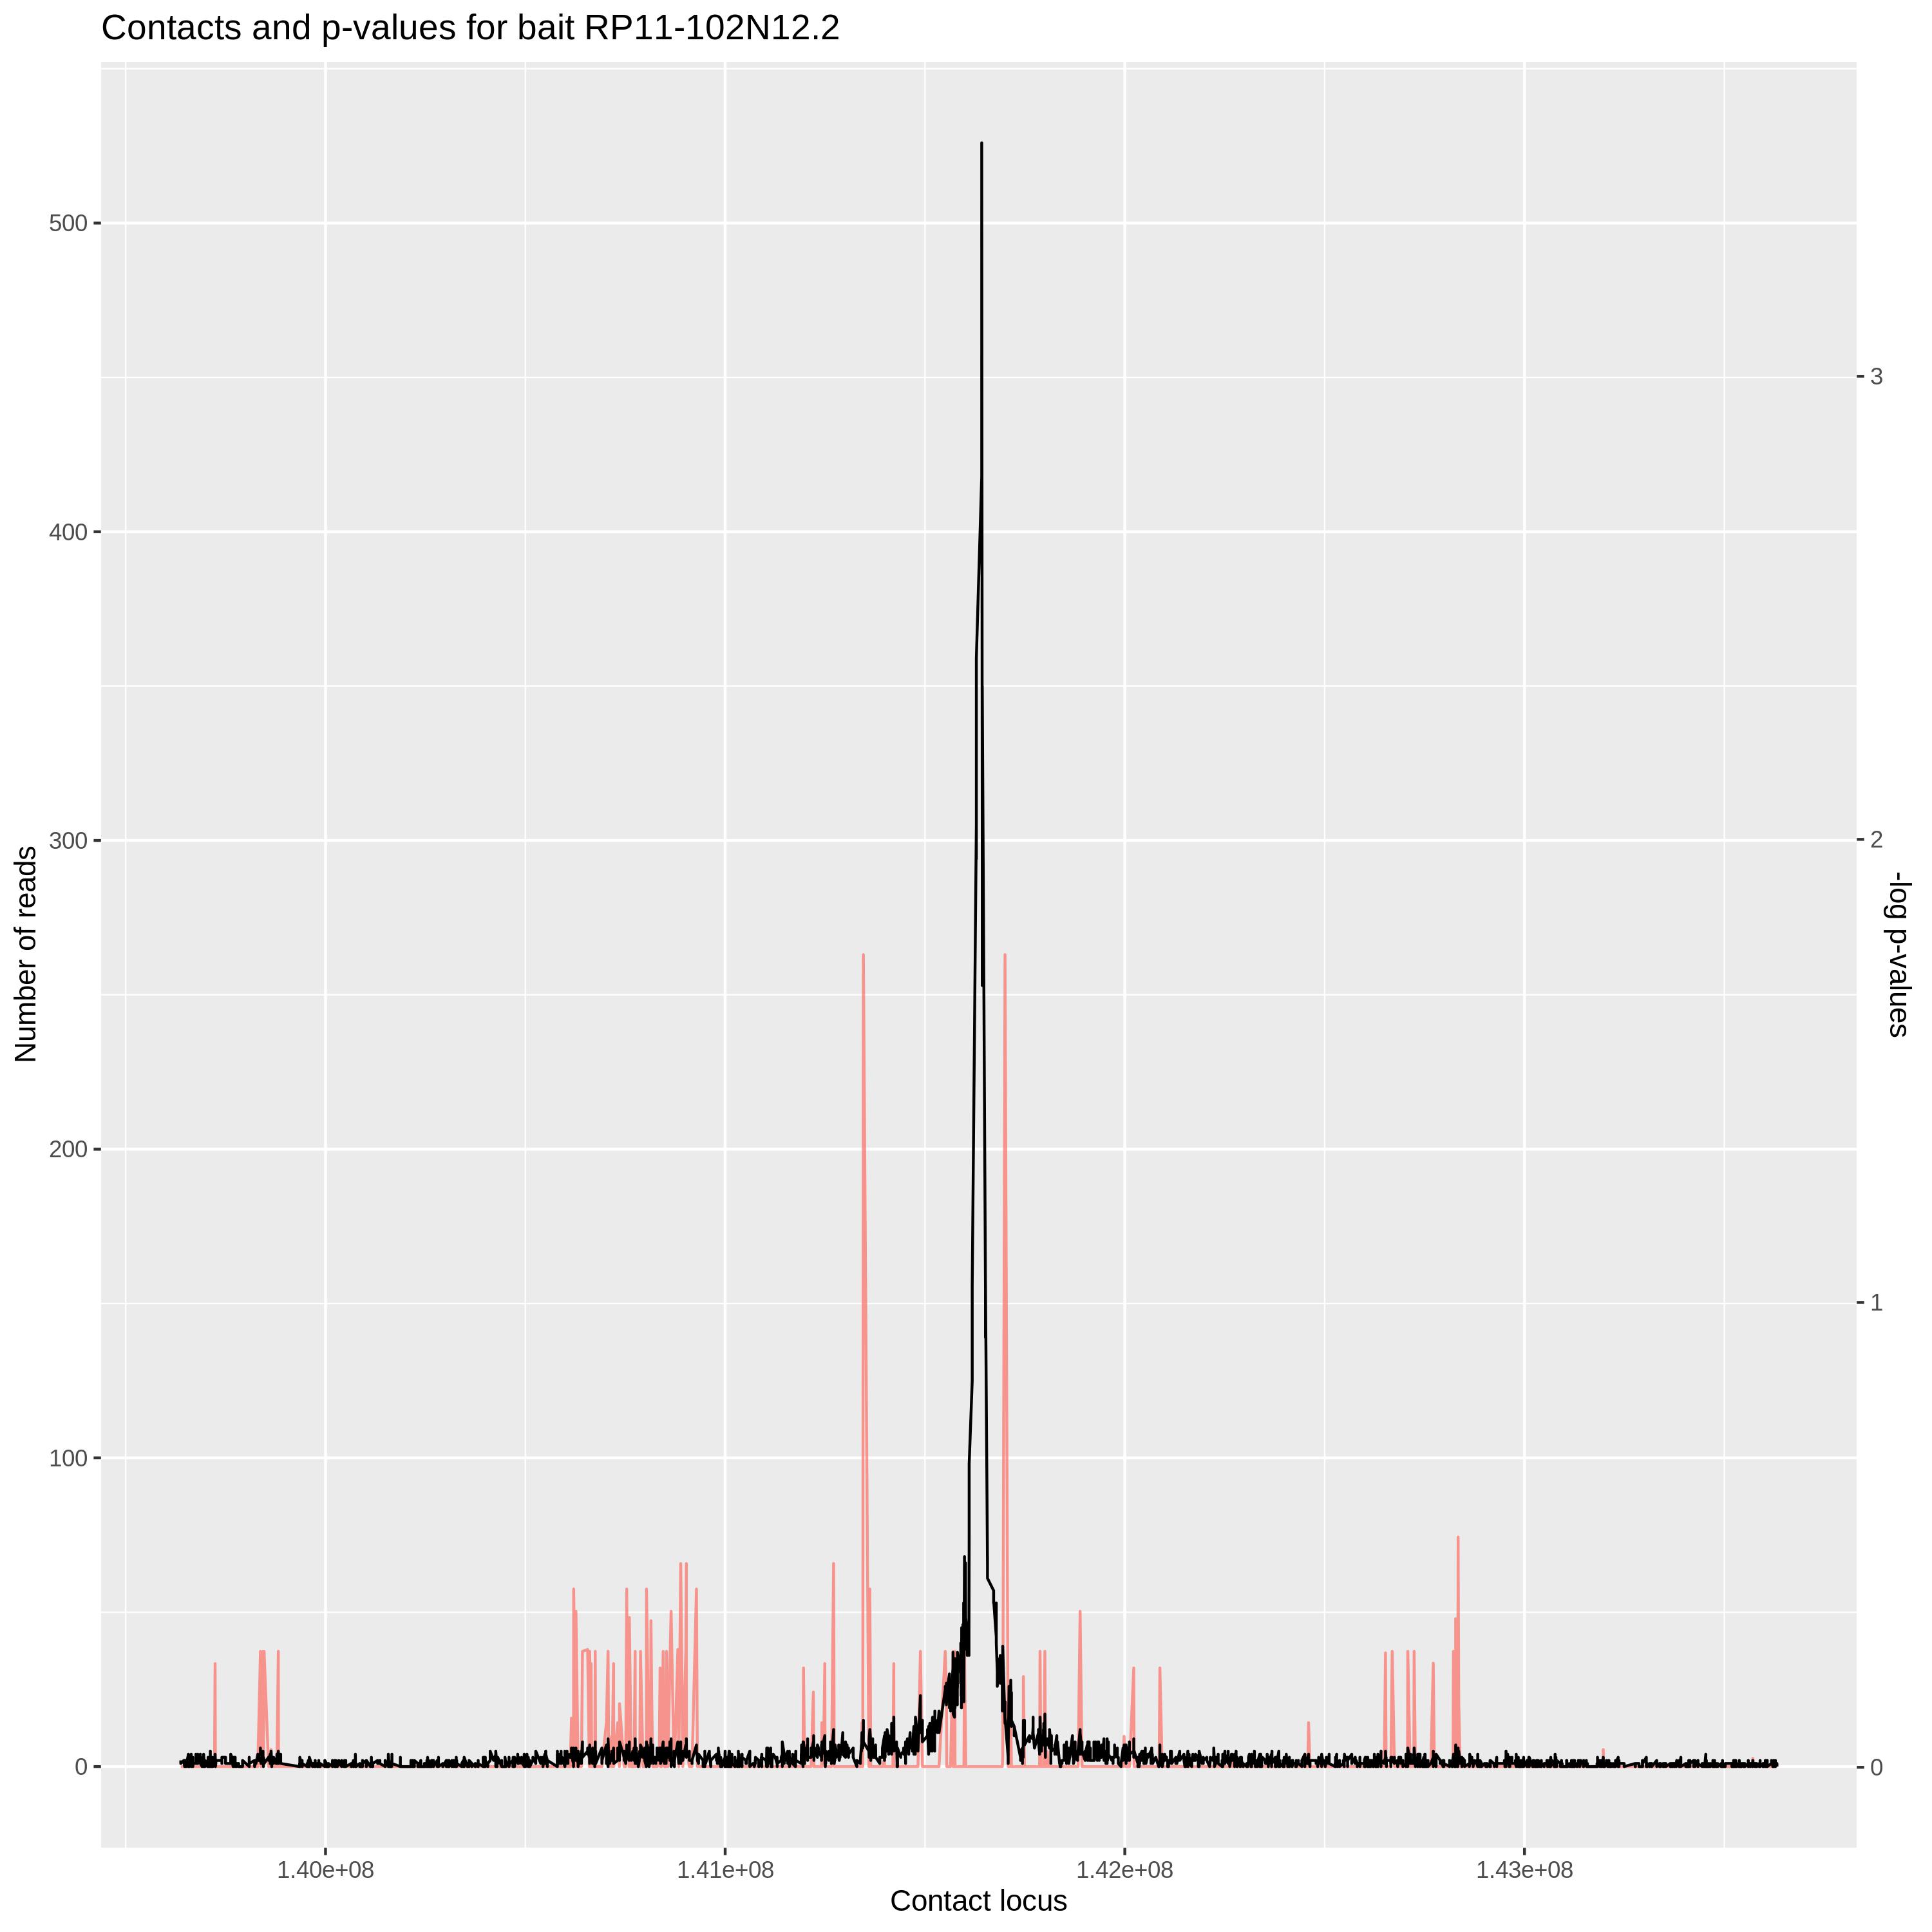 Contacts and p-values for bait RP11-102N12.2
500
400
300
200
100
0
Number of reads
3
2
1
0
-log p-values
1.40e+08 1.41e+08 1.42e+08 1.43e+08
Contact locus